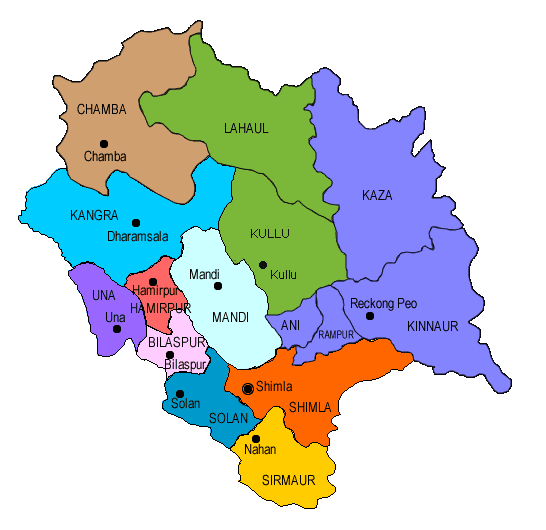 CHAMBA
Chamba
LAHAUL
KAZA
KANGRA
Dharamsala
KULLU
Kullu
Mandi
MANDI
UNA
Una
Hamirpur
HAMIRPUR
BILASPUR
Bilaspur
ANI
RAMPUR
Reckong Peo
KINNAUR
Shimla
SHIMLA
Solan
SOLAN
Nahan
SIRMAUR